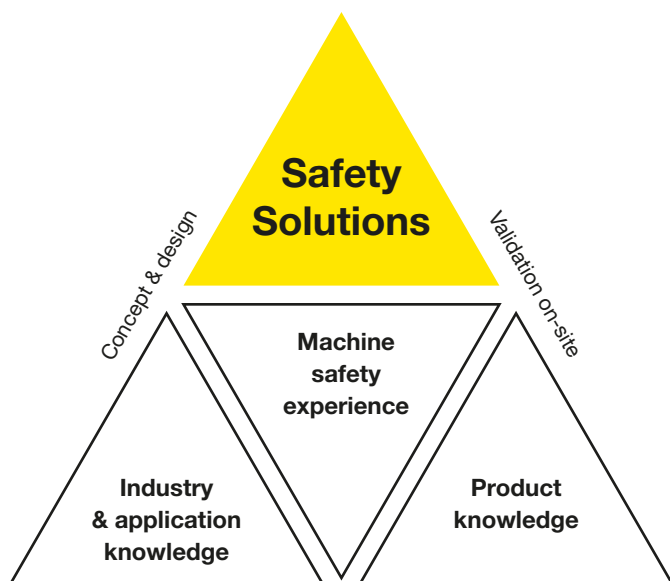 Safety
Solutions
Concept & design
Validation on-site
Machine
safety
experience
Industry
& application
knowledge
Product
knowledge